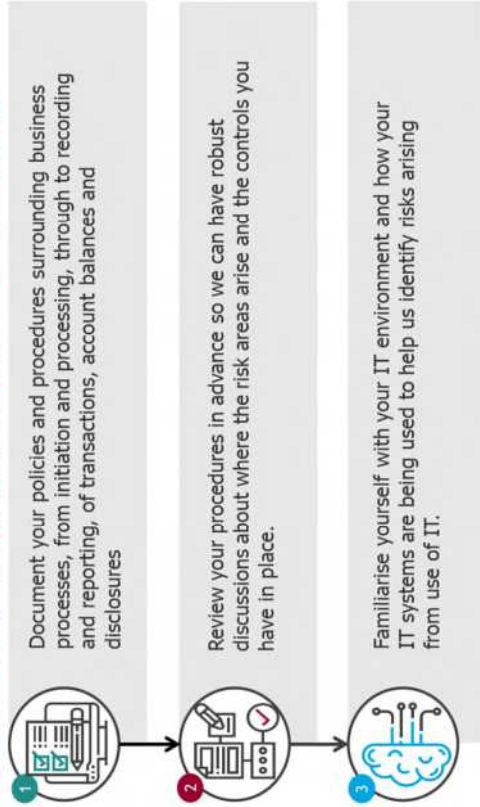 1
Document your policies and procedures surrounding business
processes, from initiation and processing, through to recording
and reporting, of transactions, account balances and
disclosures
2
Review your procedures in advance so we can have robust
discussions about where the risk areas arise and the controls you
have in place.
3
Familiarise yourself with your IT environment and how your
IT systems are being used to help us identify risks arising
from use of IT.